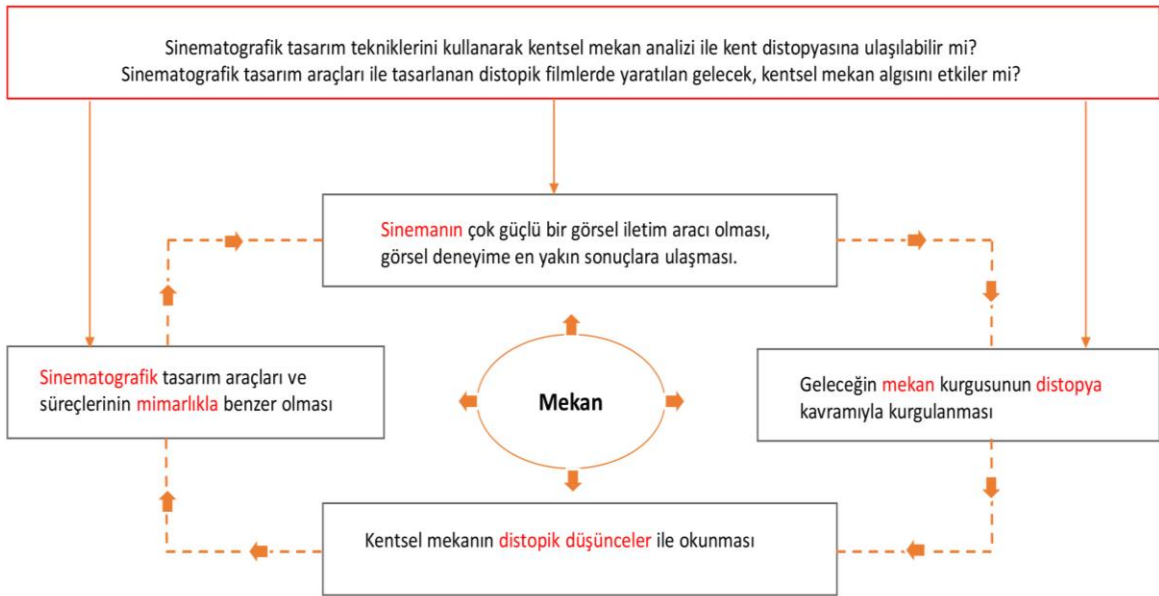 Sinematografik tasarım tekniklerini kullanarak kentsel mekan analizi ile kent distopyasına ulaşılabilir mi?
Sinematografik tasarım araçları ile tasarlanan distopik filmlerde yaratılan gelecek, kentsel mekan algısını etkiler mi?
Sinemanın çok güçlü bir görsel iletim aracı olması,
görsel deneyime en yakın sonuçlara ulaşması.
Sinematografik tasarım araçları ve
süreçlerinin mimarlıkla benzer olması
Mekan
Geleceğin mekan kurgusunun distopya
kavramıyla kurgulanması
Kentsel mekanın distopik düşünceler ile okunması